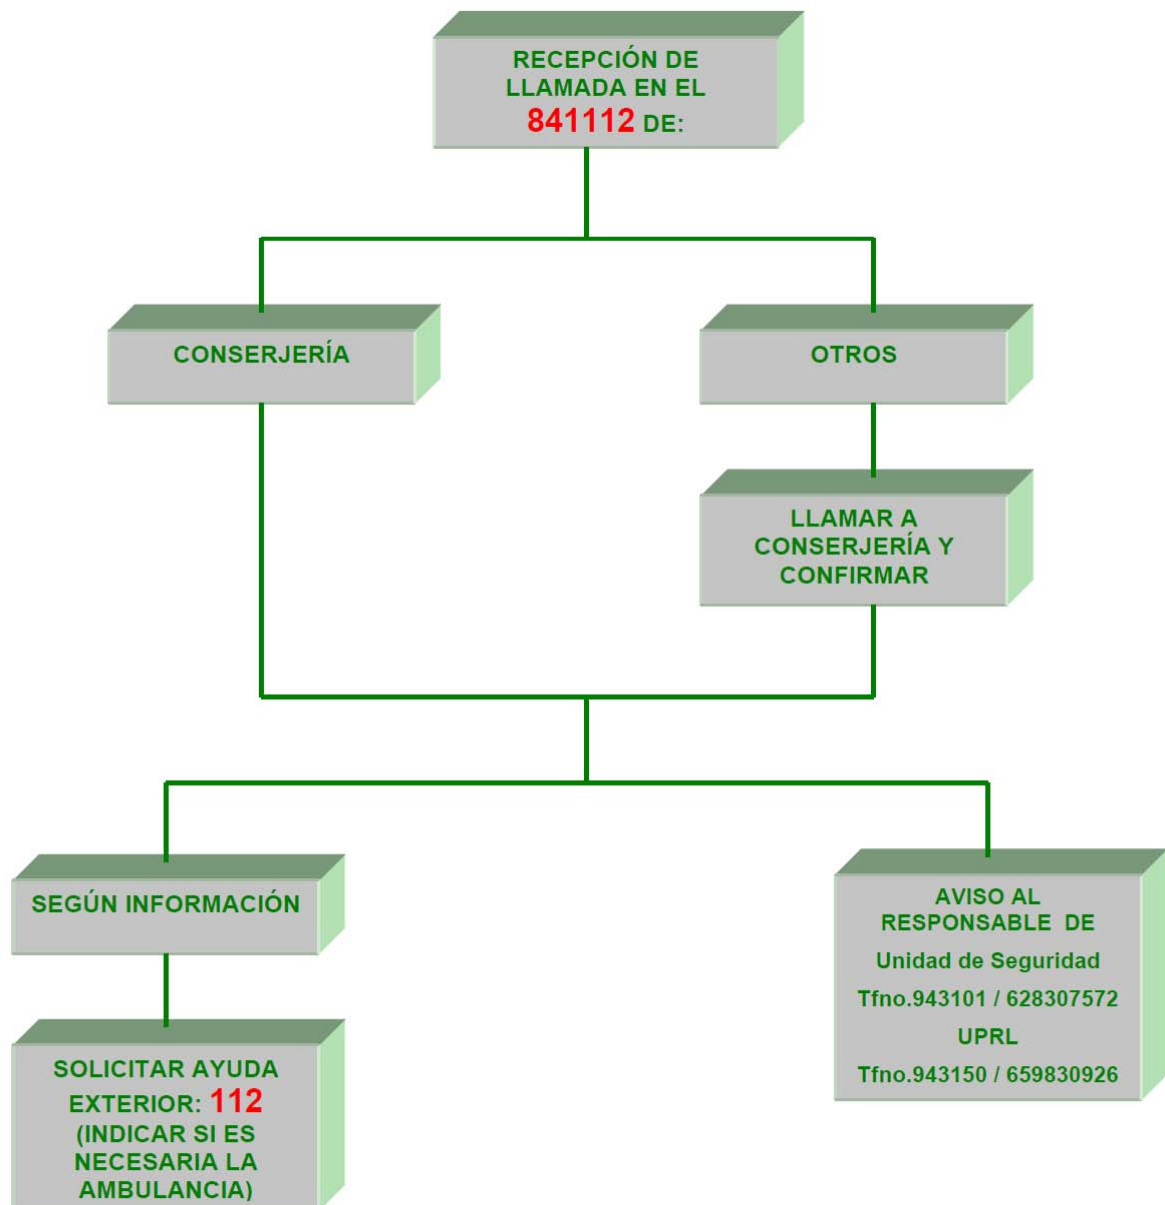 RECEPCIÓN DE
LLAMADA EN EL
841112 DE:
CONSERJERÍA
OTROS
LLAMAR A
CONSERJERÍA Y
CONFIRMAR
SEGÚN INFORMACIÓN
AVISO AL
RESPONSABLE DE
Unidad de Seguridad
Tfno.943101 / 628307572
UPRL
Tfno.943150 / 659830926
SOLICITAR AYUDA
EXTERIOR: 112
(INDICAR SI ES
NECESARIA LA
AMBULANCIA)